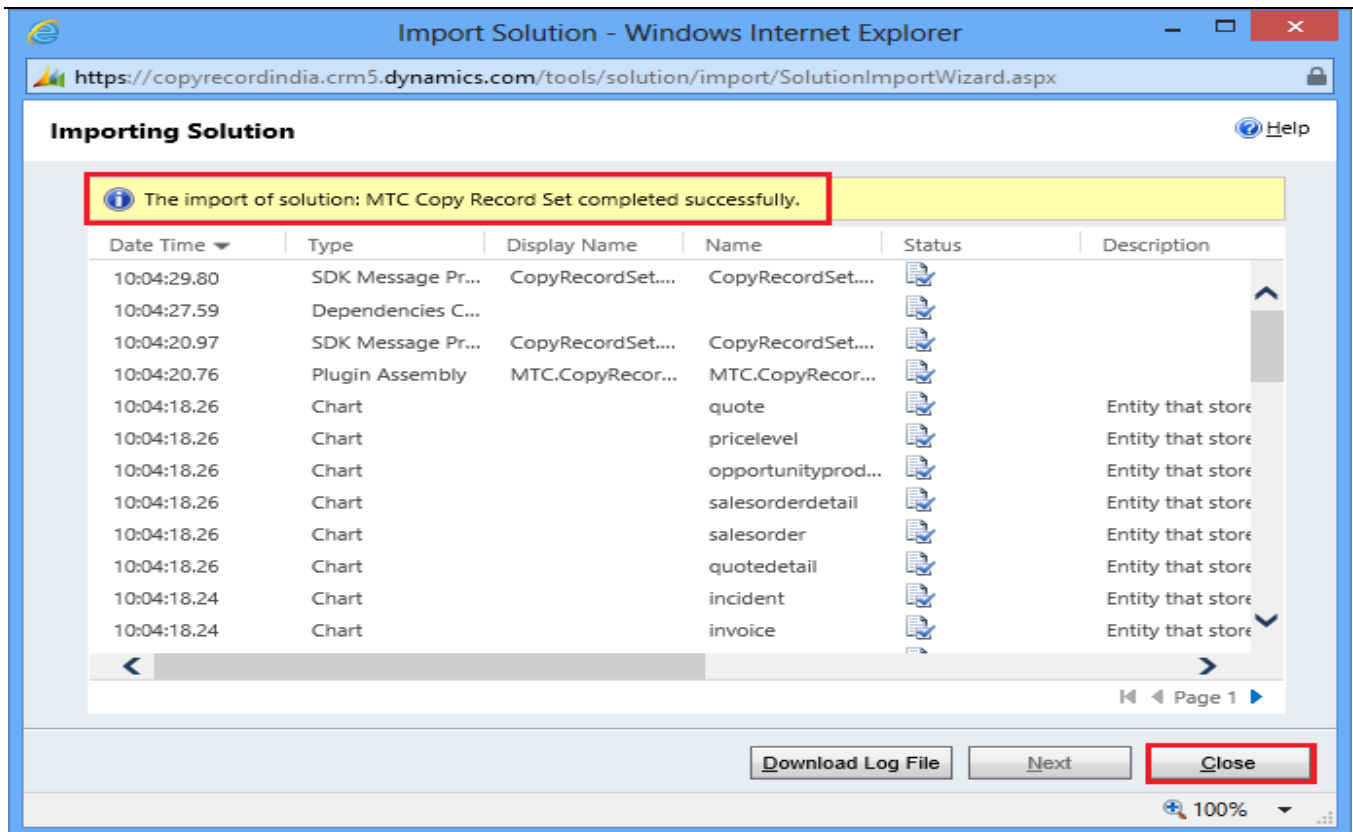 Import Solution - Windows Internet Explorer
https://copyrecordindia.crm5.dynamics.com/tools/solution/import/SolutionImportWizard.aspx
Importing Solution Help
The import of solution: MTC Copy Record Set completed successfully.
Date Time Type Display Name Name Status Description
10:04:29.80 SDK Message Pr... CopyRecordSet.... CopyRecordSet....
10:04:27.59 Dependencies C...
10:04:20.97 SDK Message Pr... CopyRecordSet.... CopyRecordSet....
10:04:20.76 Plugin Assembly MTC.CopyRecor... MTC.CopyRecor...
10:04:18.26 Chart quote Entity that store
10:04:18.26 Chart pricelevel Entity that store
10:04:18.26 Chart opportunityprod... Entity that store
10:04:18.26 Chart salesorderdetail Entity that store
10:04:18.26 Chart salesorder Entity that store
10:04:18.26 Chart quotedetail Entity that store
10:04:18.24 Chart incident Entity that store
10:04:18.24 Chart invoice Entity that store
Page 1
Download Log File Next Close
100%